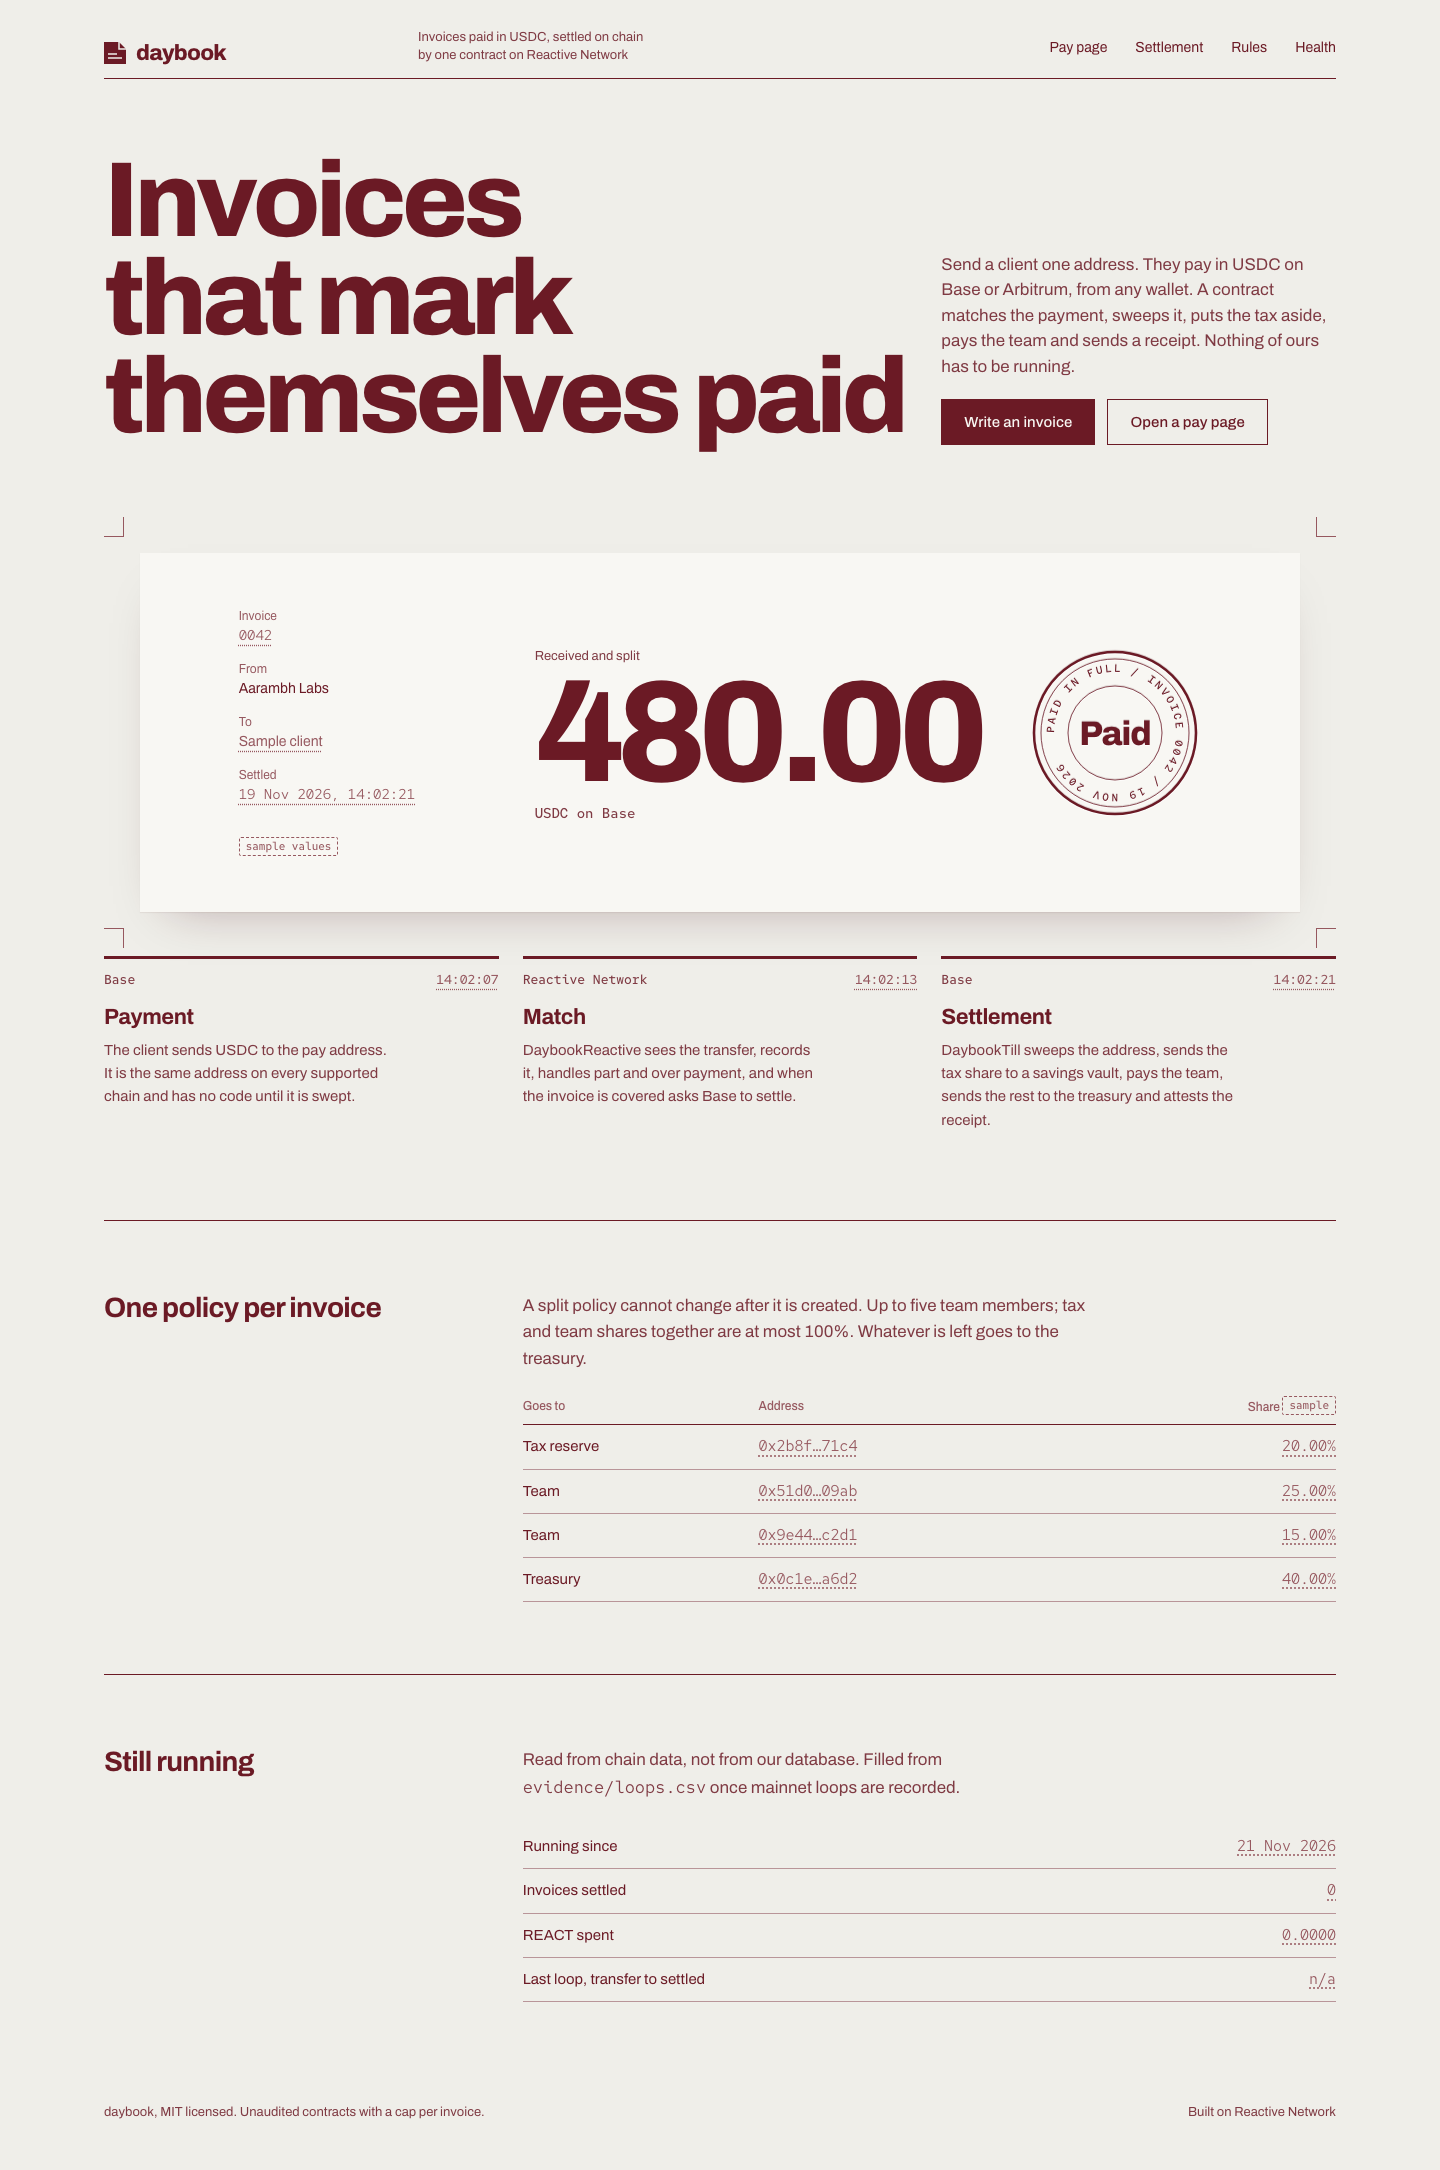 daybook
Invoices paid in USDC, settled on chain
by one contract on Reactive Network
Pay page Settlement Rules Health
Invoices
that mark
themselves paid
Send a client one address. They pay in USDC on
Base or Arbitrum, from any wallet. A contract
matches the payment, sweeps it, puts the tax aside,
pays the team and sends a receipt. Nothing of ours
has to be running.
Write an invoice Open a pay page
Invoice
0042
From
Aarambh Labs
To
Sample client
Settled
19 Nov 2026, 14:02:21
sample values
Received and split
480.00
USDC on Base
PAID IN FULL / INVOICE 0042 / 19 NOV 2026
Paid
Base 14:02:07
Payment
The client sends USDC to the pay address.
It is the same address on every supported
chain and has no code until it is swept.
Reactive Network 14:02:13
Match
DaybookReactive sees the transfer, records
it, handles part and over payment, and when
the invoice is covered asks Base to settle.
Base 14:02:21
Settlement
DaybookTill sweeps the address, sends the
tax share to a savings vault, pays the team,
sends the rest to the treasury and attests the
receipt.
One policy per invoice
A split policy cannot change after it is created. Up to five team members; tax
and team shares together are at most 100%. Whatever is left goes to the
treasury.
Goes to Address Share sample
Tax reserve 0x2b8f…71c4 20.00%
Team 0x51d0…09ab 25.00%
Team 0x9e44…c2d1 15.00%
Treasury 0x0c1e…a6d2 40.00%
Still running
Read from chain data, not from our database. Filled from
evidence/loops.csv once mainnet loops are recorded.
Running since 21 Nov 2026
Invoices settled 0
REACT spent 0.0000
Last loop, transfer to settled n/a
daybook, MIT licensed. Unaudited contracts with a cap per invoice.
Built on Reactive Network